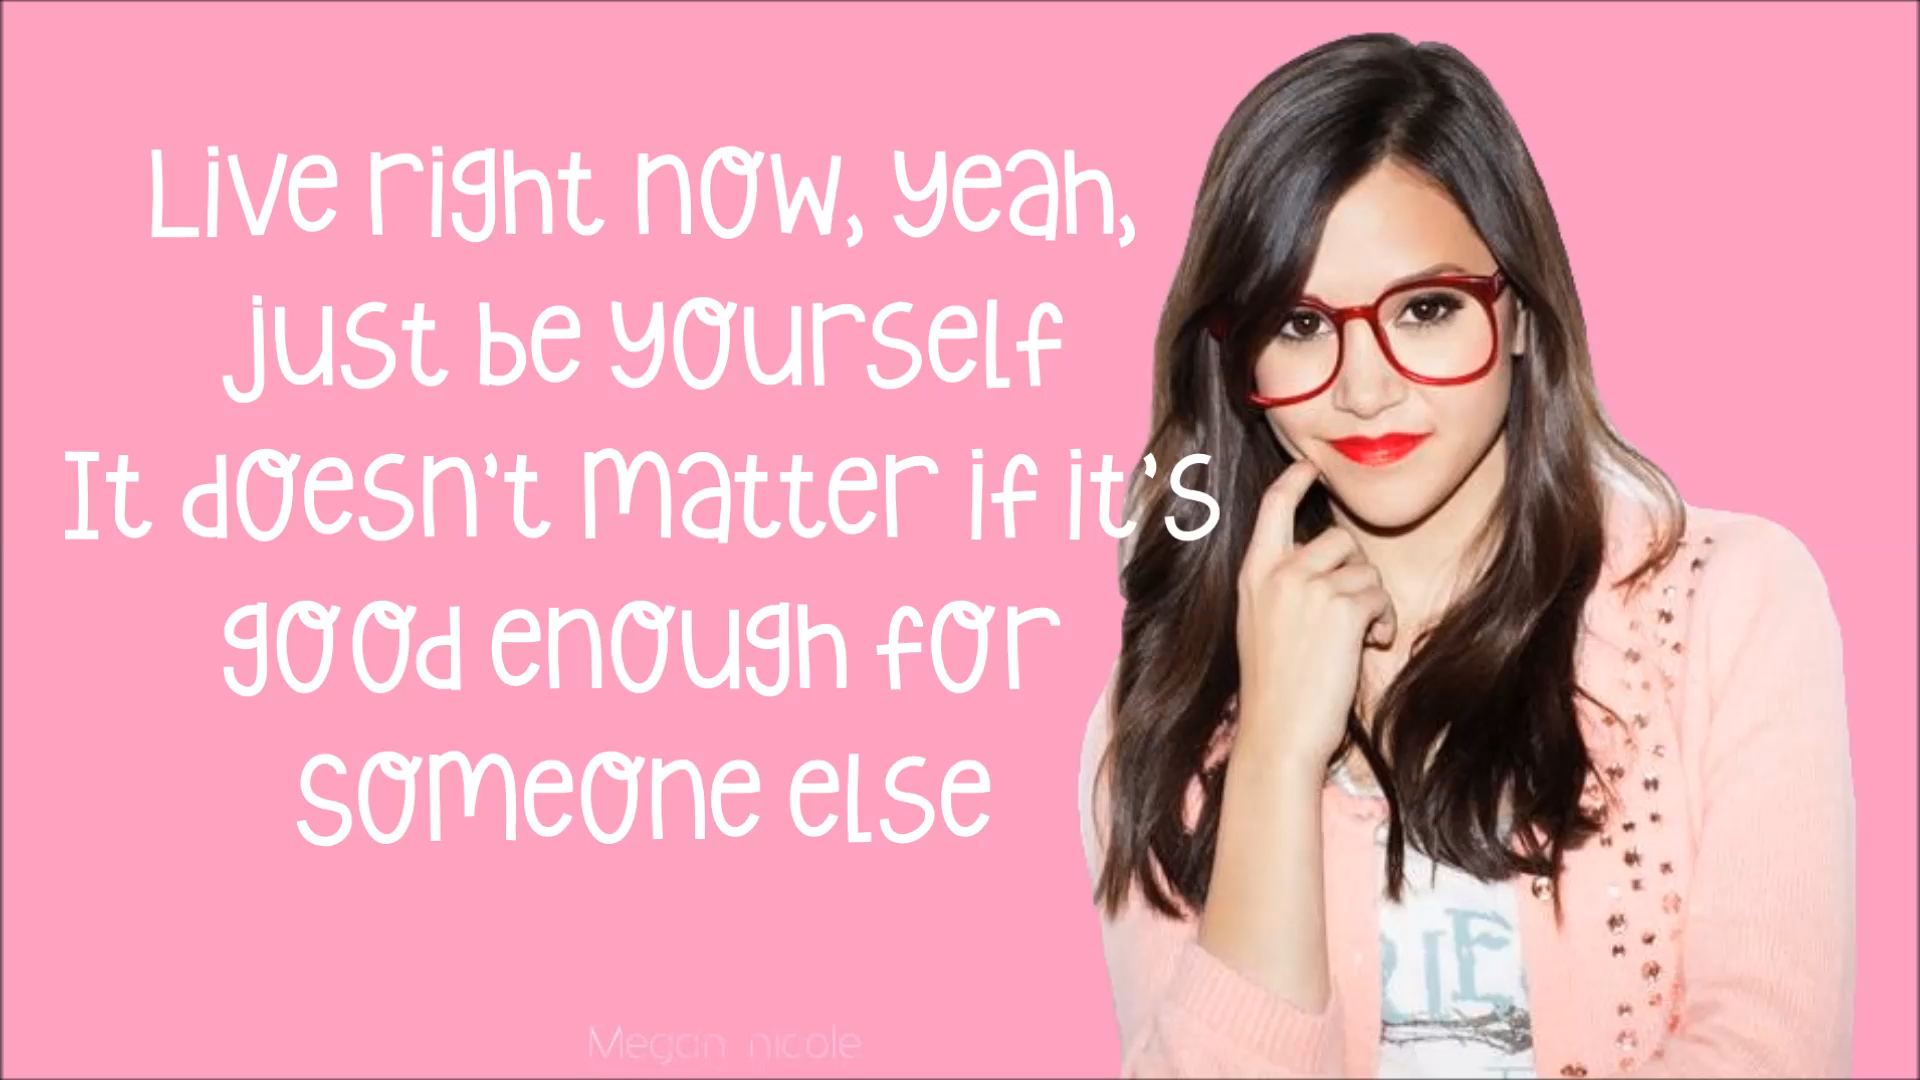 Live right now, yeah,
just be yourself
It doesn't matter if it's
good enough for
someone else
Megan nicole